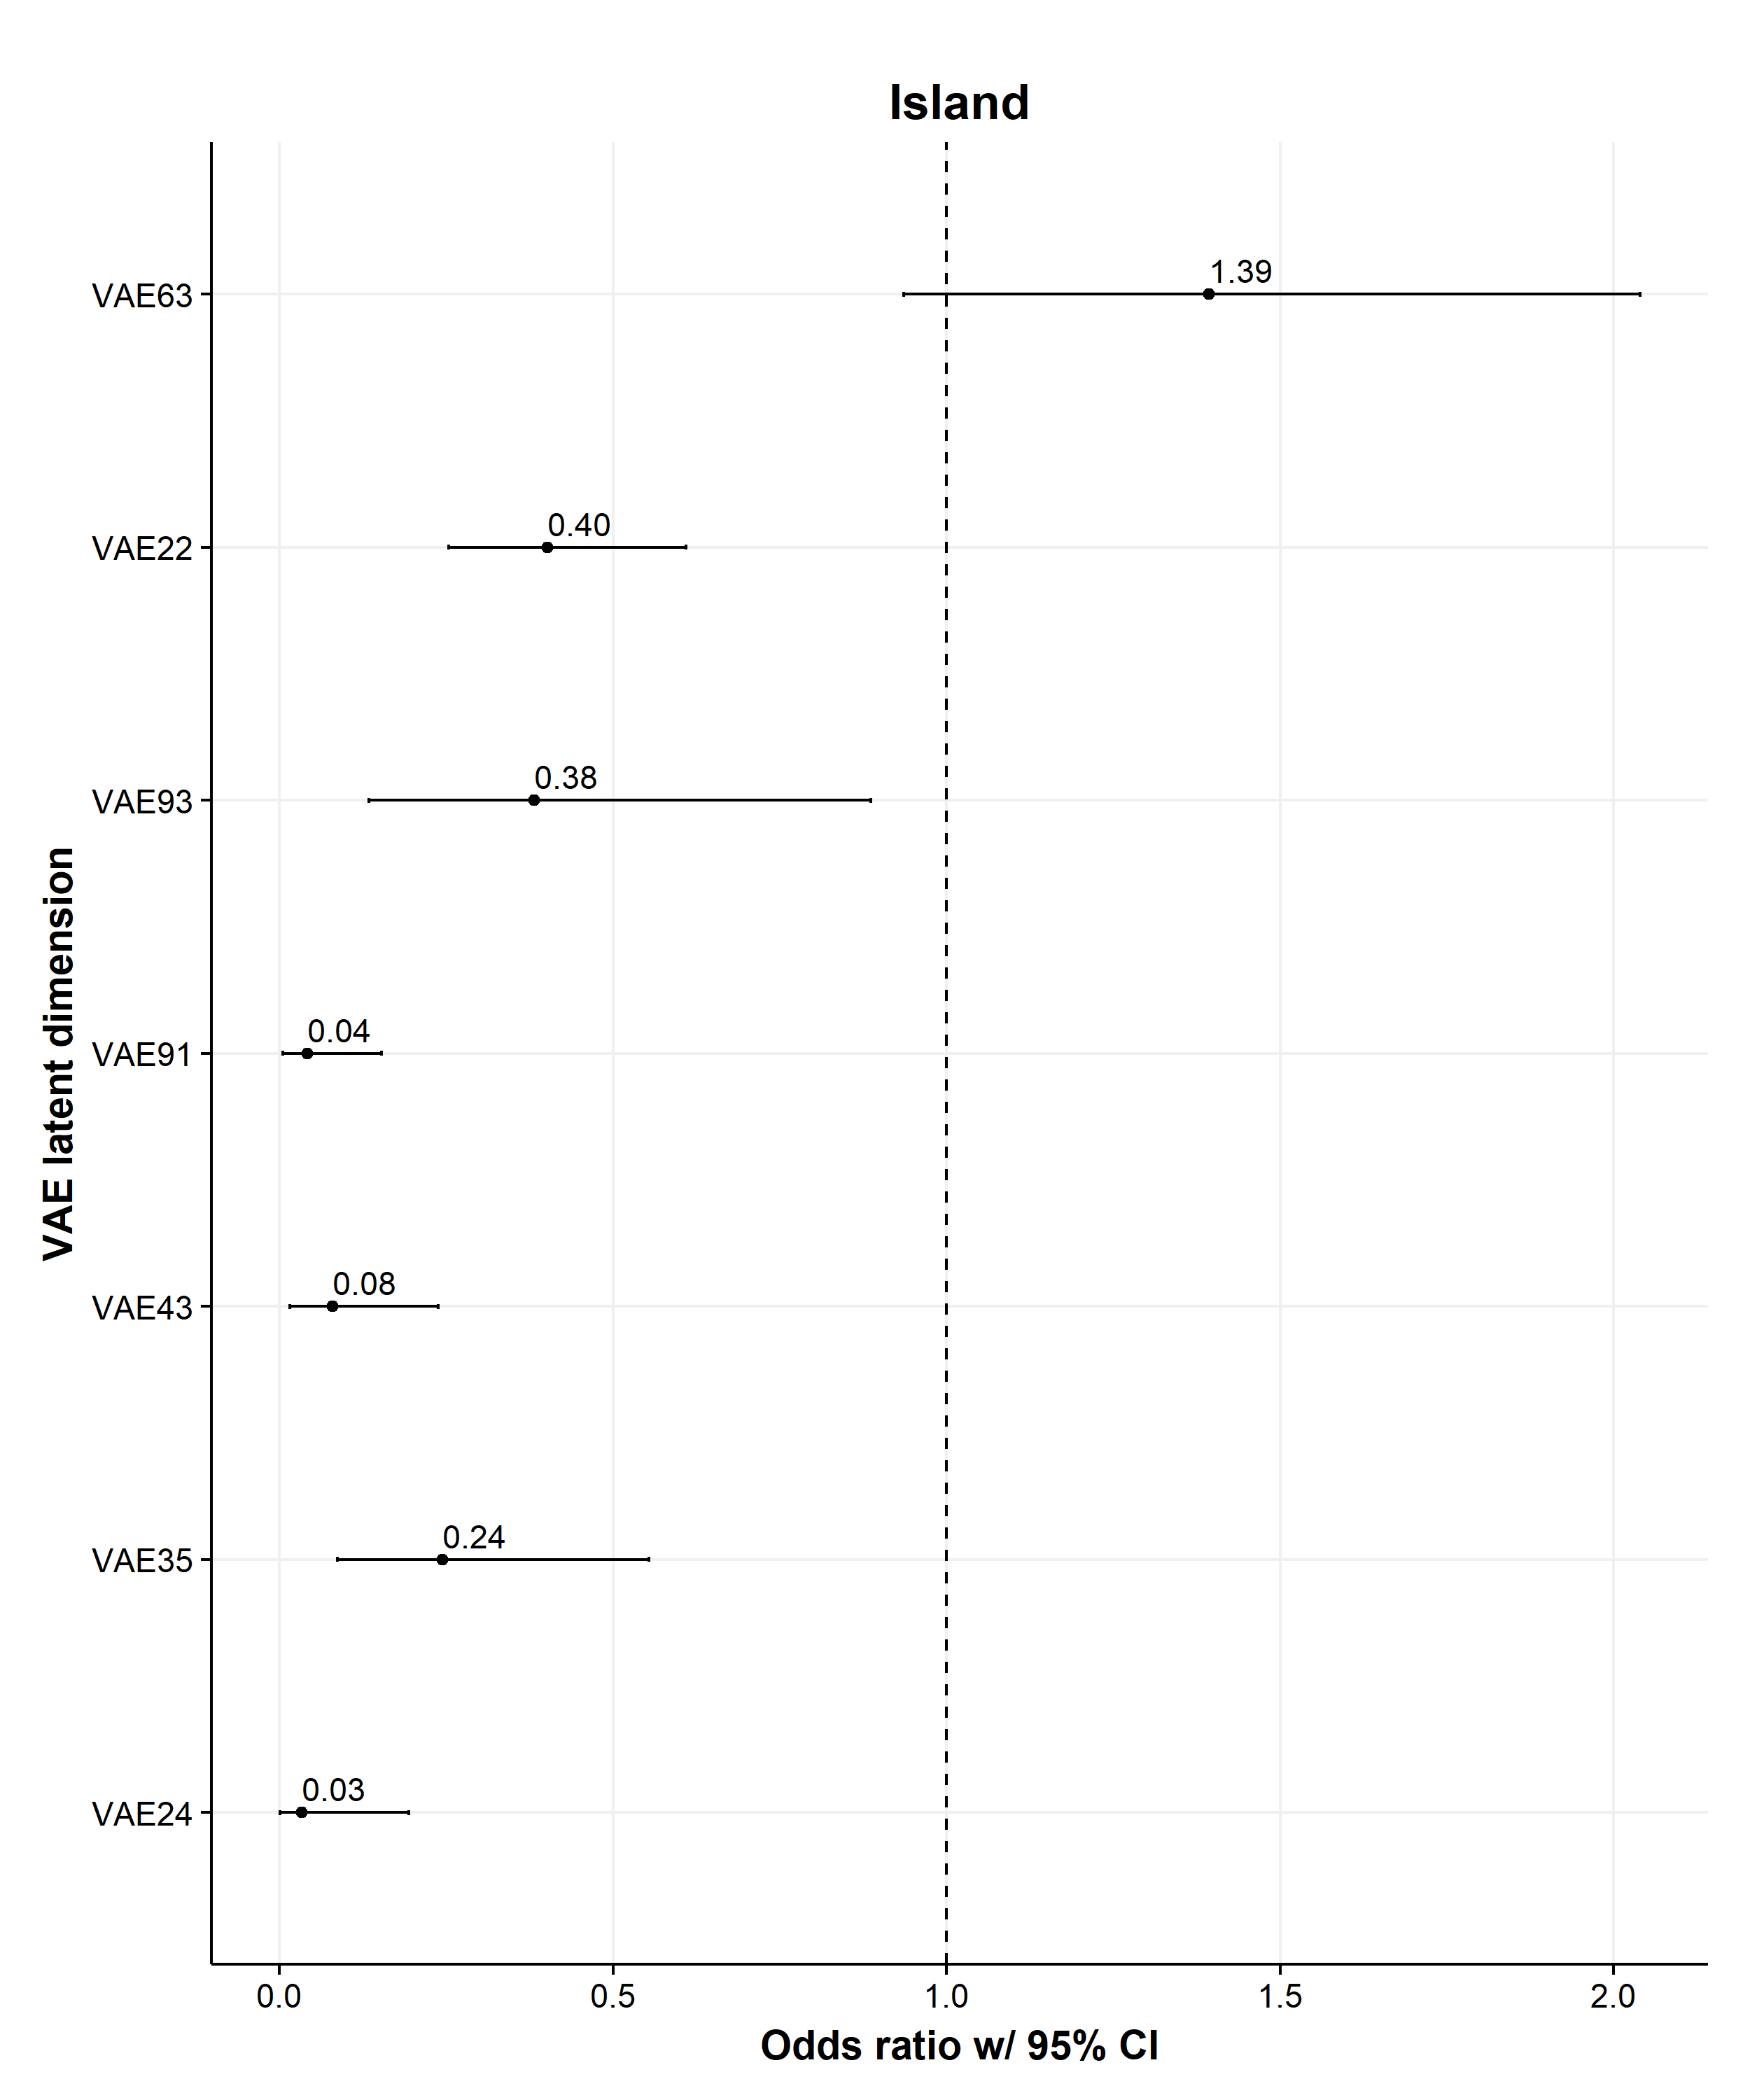 Island
VAE latent dimension
VAE63
1.39
VAE22
0.40
VAE93
0.38
VAE91
0.04
VAE43
0.08
VAE35
0.24
VAE24
0.03
0.0 0.5 1.0 1.5 2.0
Odds ratio w/ 95% CI